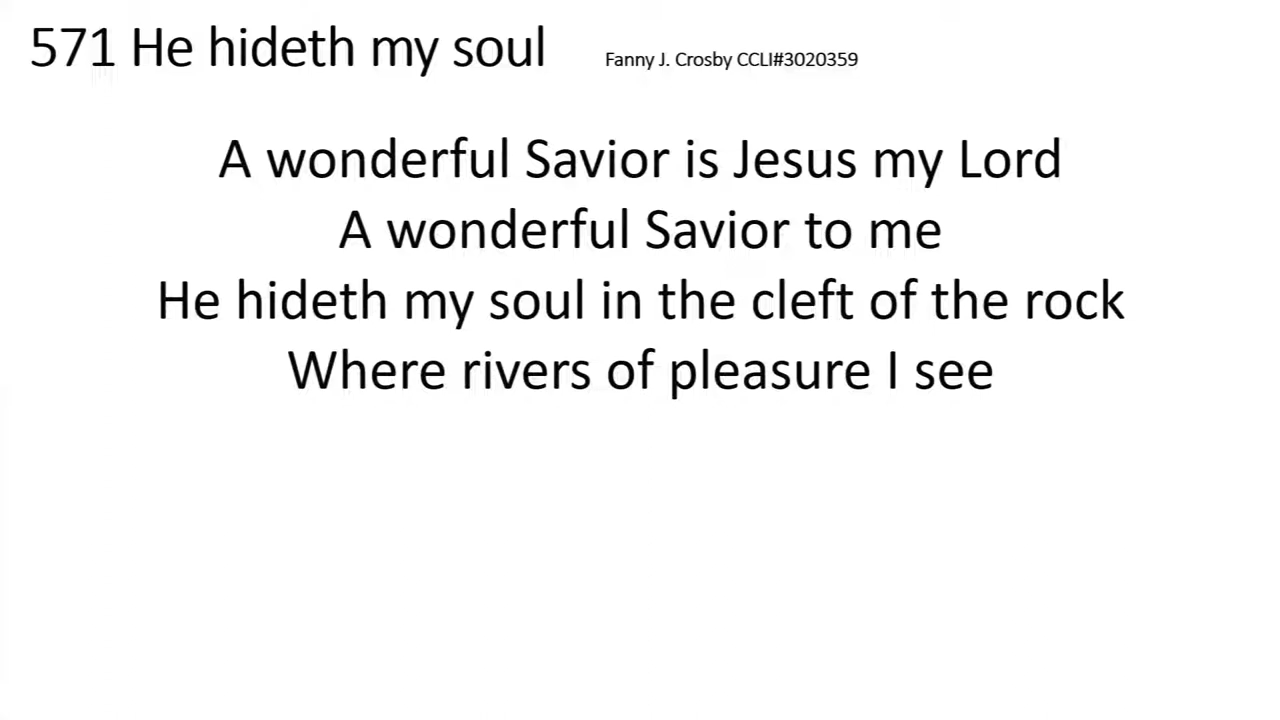 571 He hideth my soul Fanny J. Crosby CCLI#3020359
A wonderful Savior is Jesus my Lord
A wonderful Savior to me
He hideth my soul in the cleft of the rock
Where rivers of pleasure I see